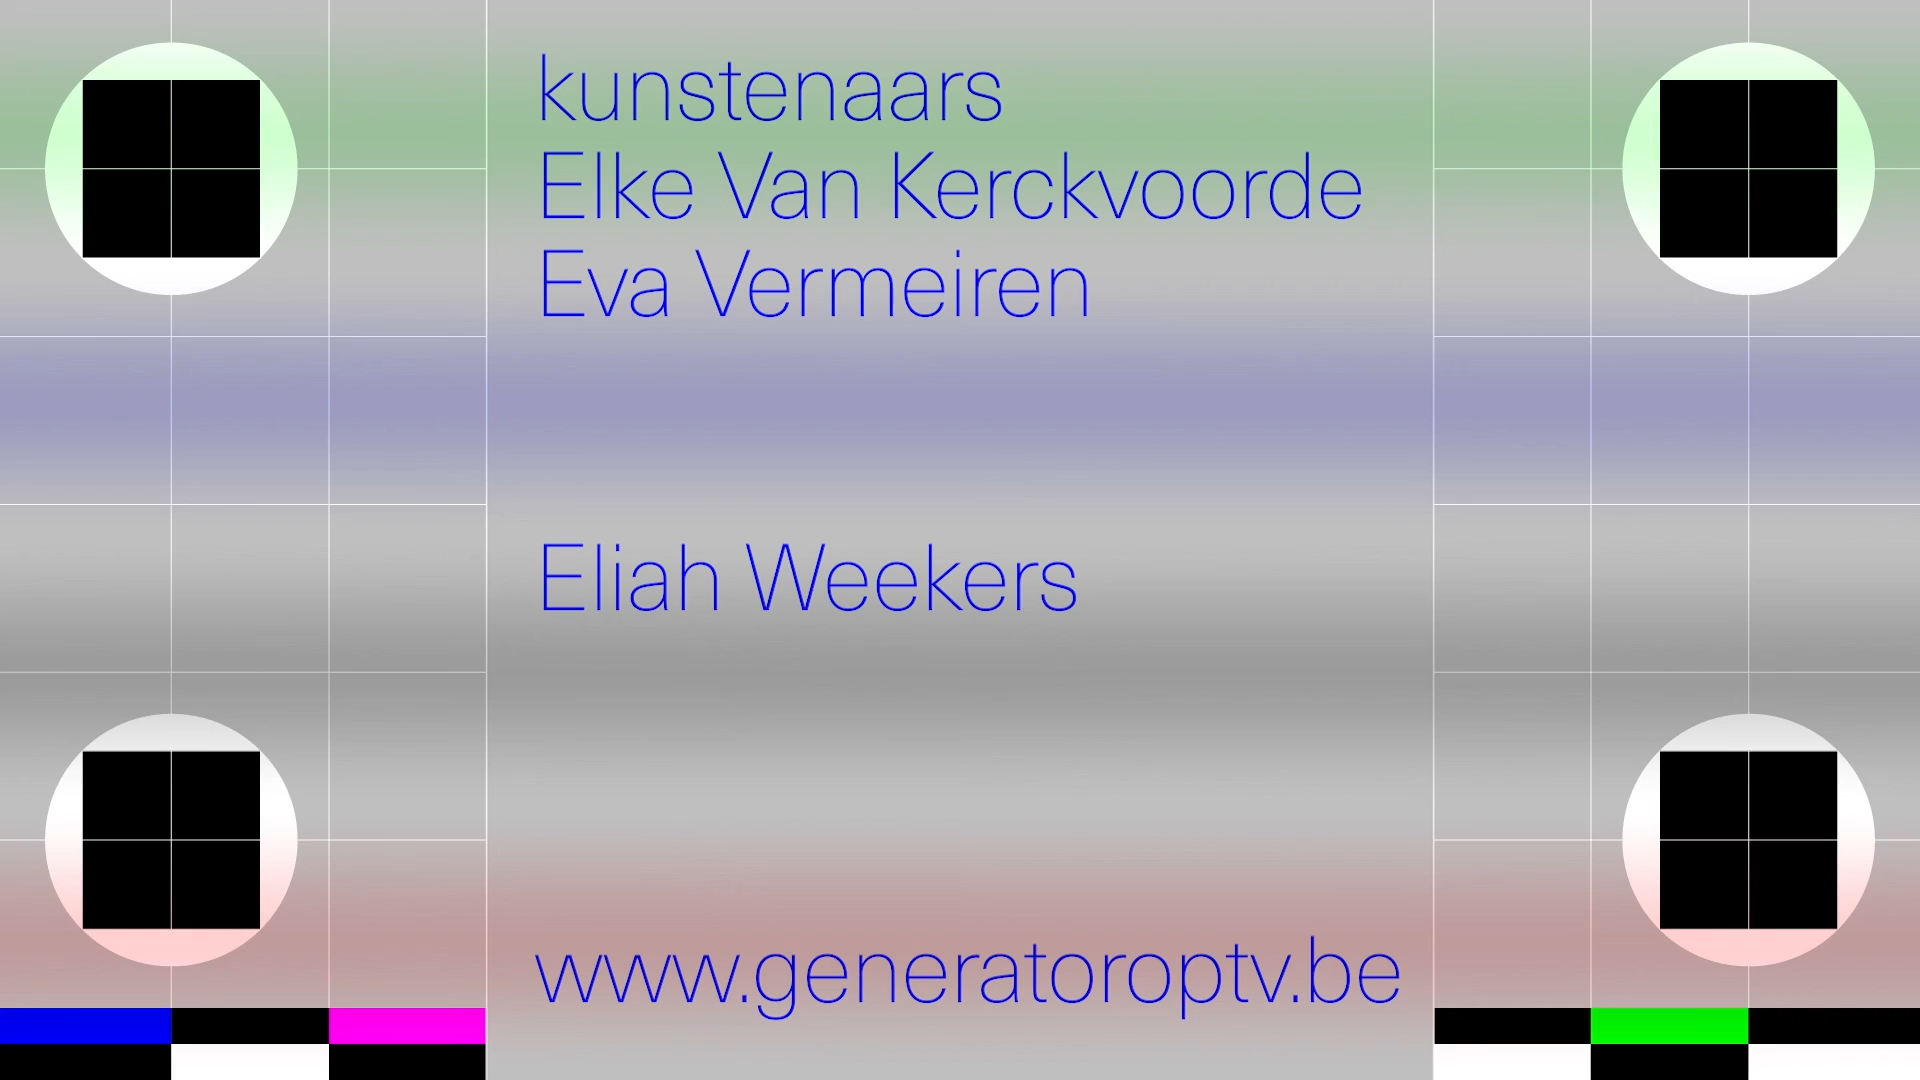 kunstenaars
Elke Van Kerckvoorde
Eva Vermeiren
Eliah Weekers
www.generatoroptv.be